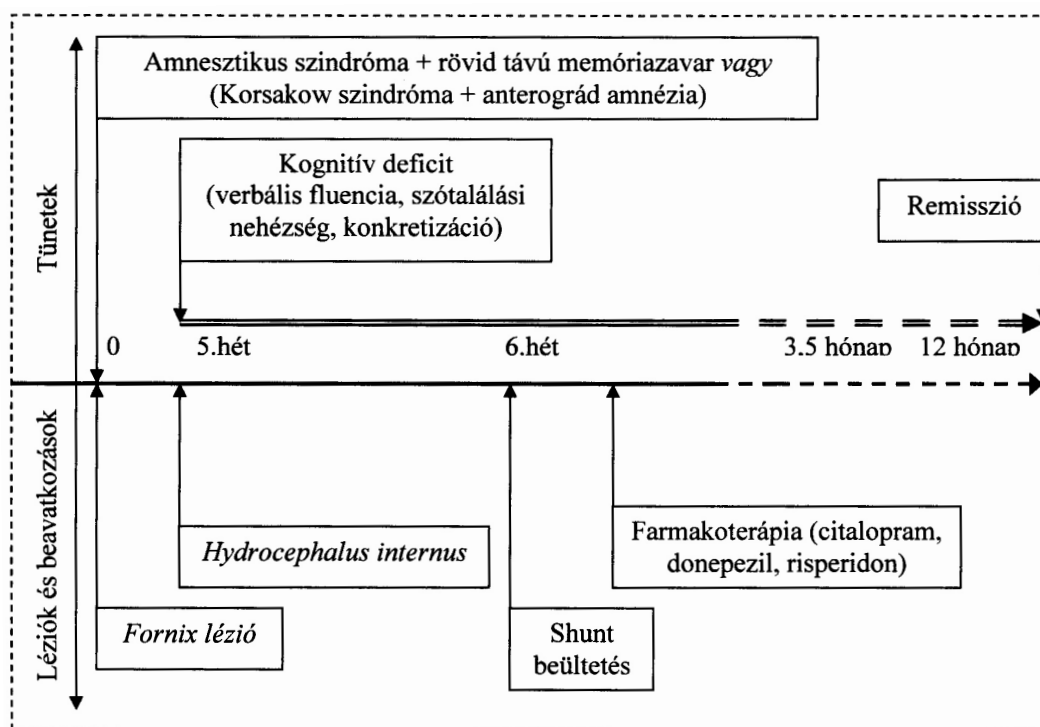 Amnesztikus szindróma + rövid távú memóriazavar vagy
(Korsakow szindróma + anterográd amnézia)
Kognitív deficit
(verbális fluencia, szótalálási
nehézség, konkretizáció)
Remisszió
Tünetek
0
5.hét
6.hét
3.5 hónap
12 hónap
Léziók és beavatkozások
Hydrocephalus internus
Farmakoterápia (citalopram,
donepezil, risperidon)
Fornix lézió
Shunt
beültetés